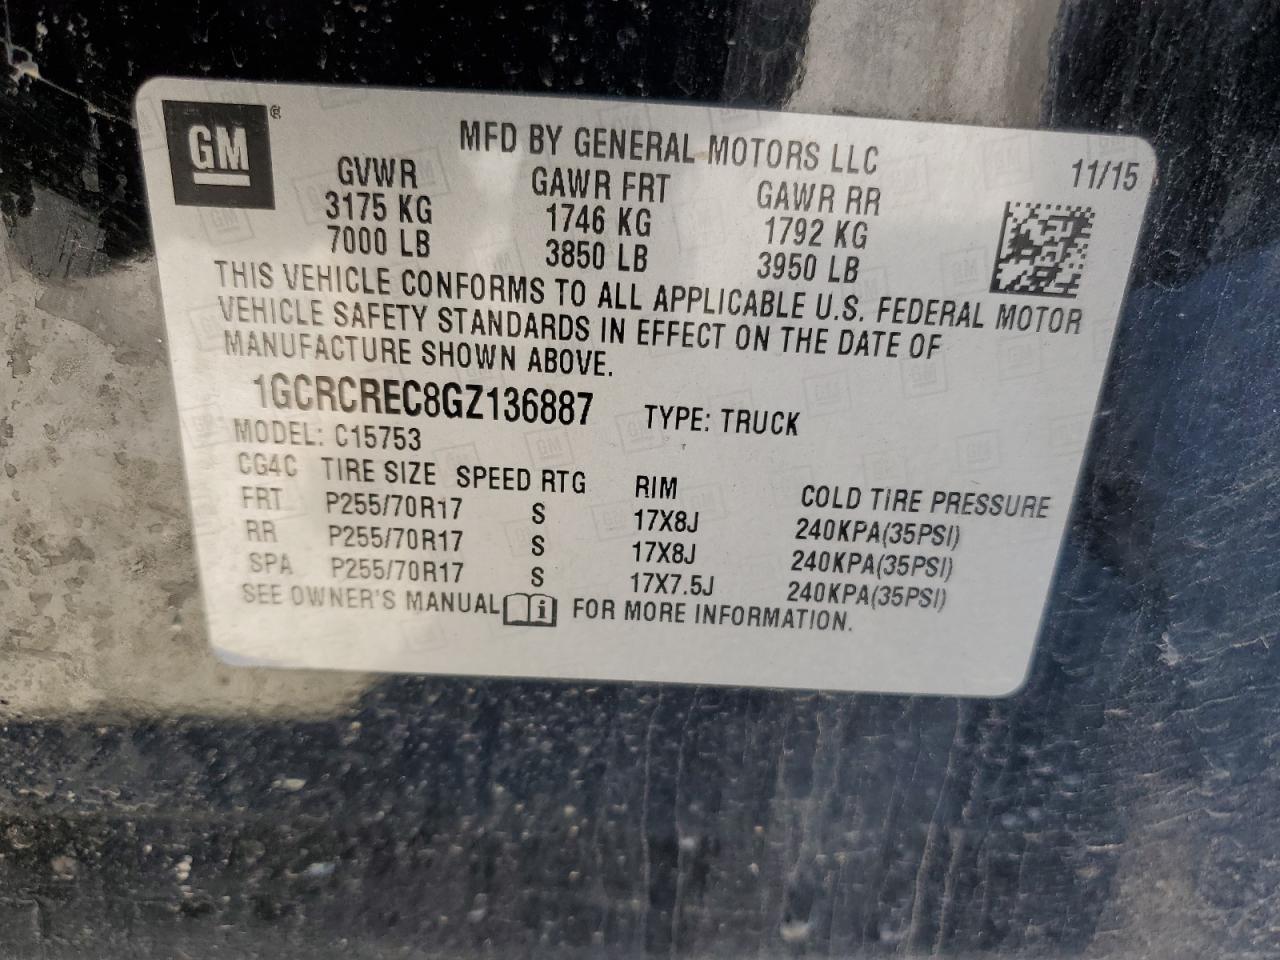 GM
MFD BY GENERAL MOTORS LLC
11/15
GVWR GAWR FRT GAWR RR
3175 KG 1746 KG 1792 KG
7000 LB 3850 LB 3950 LB
THIS VEHICLE CONFORMS TO ALL APPLICABLE U.S. FEDERAL MOTOR
VEHICLE SAFETY STANDARDS IN EFFECT ON THE DATE OF
MANUFACTURE SHOWN ABOVE.
1GCRCREC8GZ136887 TYPE: TRUCK
MODEL: C15753
CG4C TIRE SIZE SPEED RTG RIM COLD TIRE PRESSURE
FRT P255/70R17 S 17X8J 240KPA(35PSI)
RR P255/70R17 S 17X8J 240KPA(35PSI)
SPA P255/70R17 S 17X7.5J 240KPA(35PSI)
SEE OWNER'S MANUAL i FOR MORE INFORMATION.